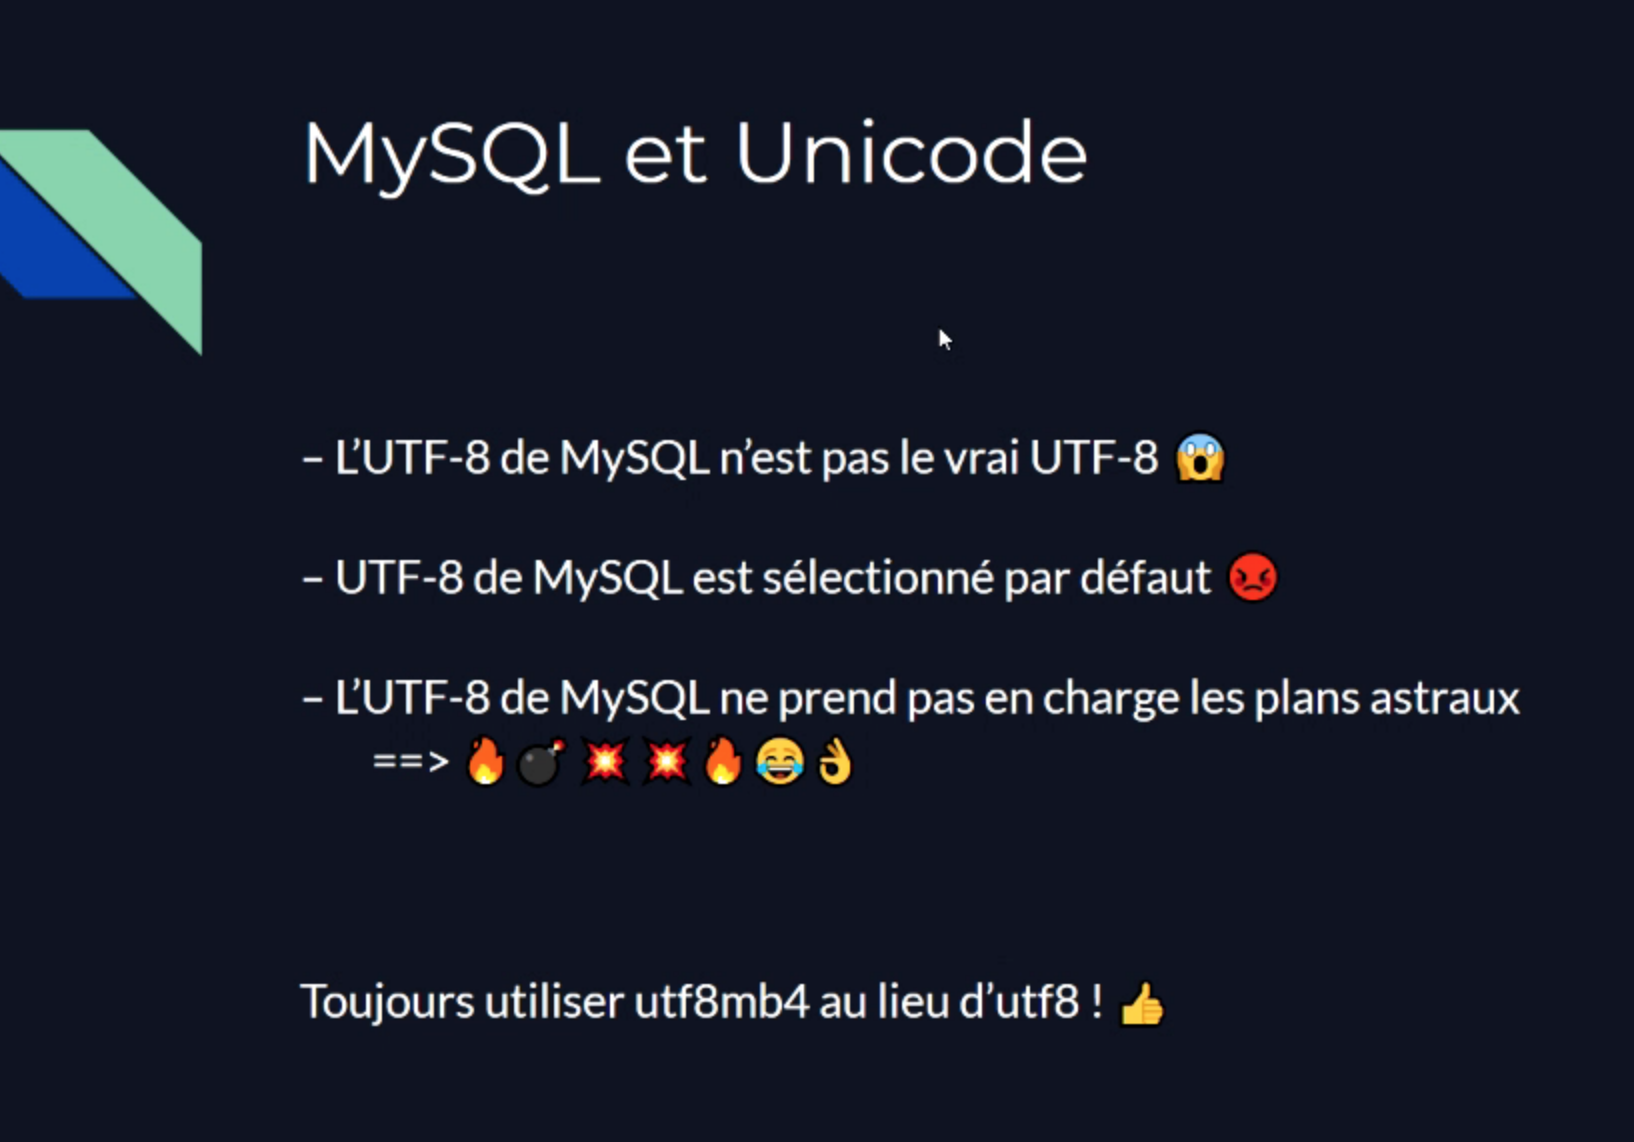 MySQL et Unicode
– L’UTF-8 de MySQL n’est pas le vrai UTF-8 😱
– UTF-8 de MySQL est sélectionné par défaut 😡
– L’UTF-8 de MySQL ne prend pas en charge les plans astraux
==> 🔥💣💥💥🔥😂👌
Toujours utiliser utf8mb4 au lieu d’utf8 ! 👍